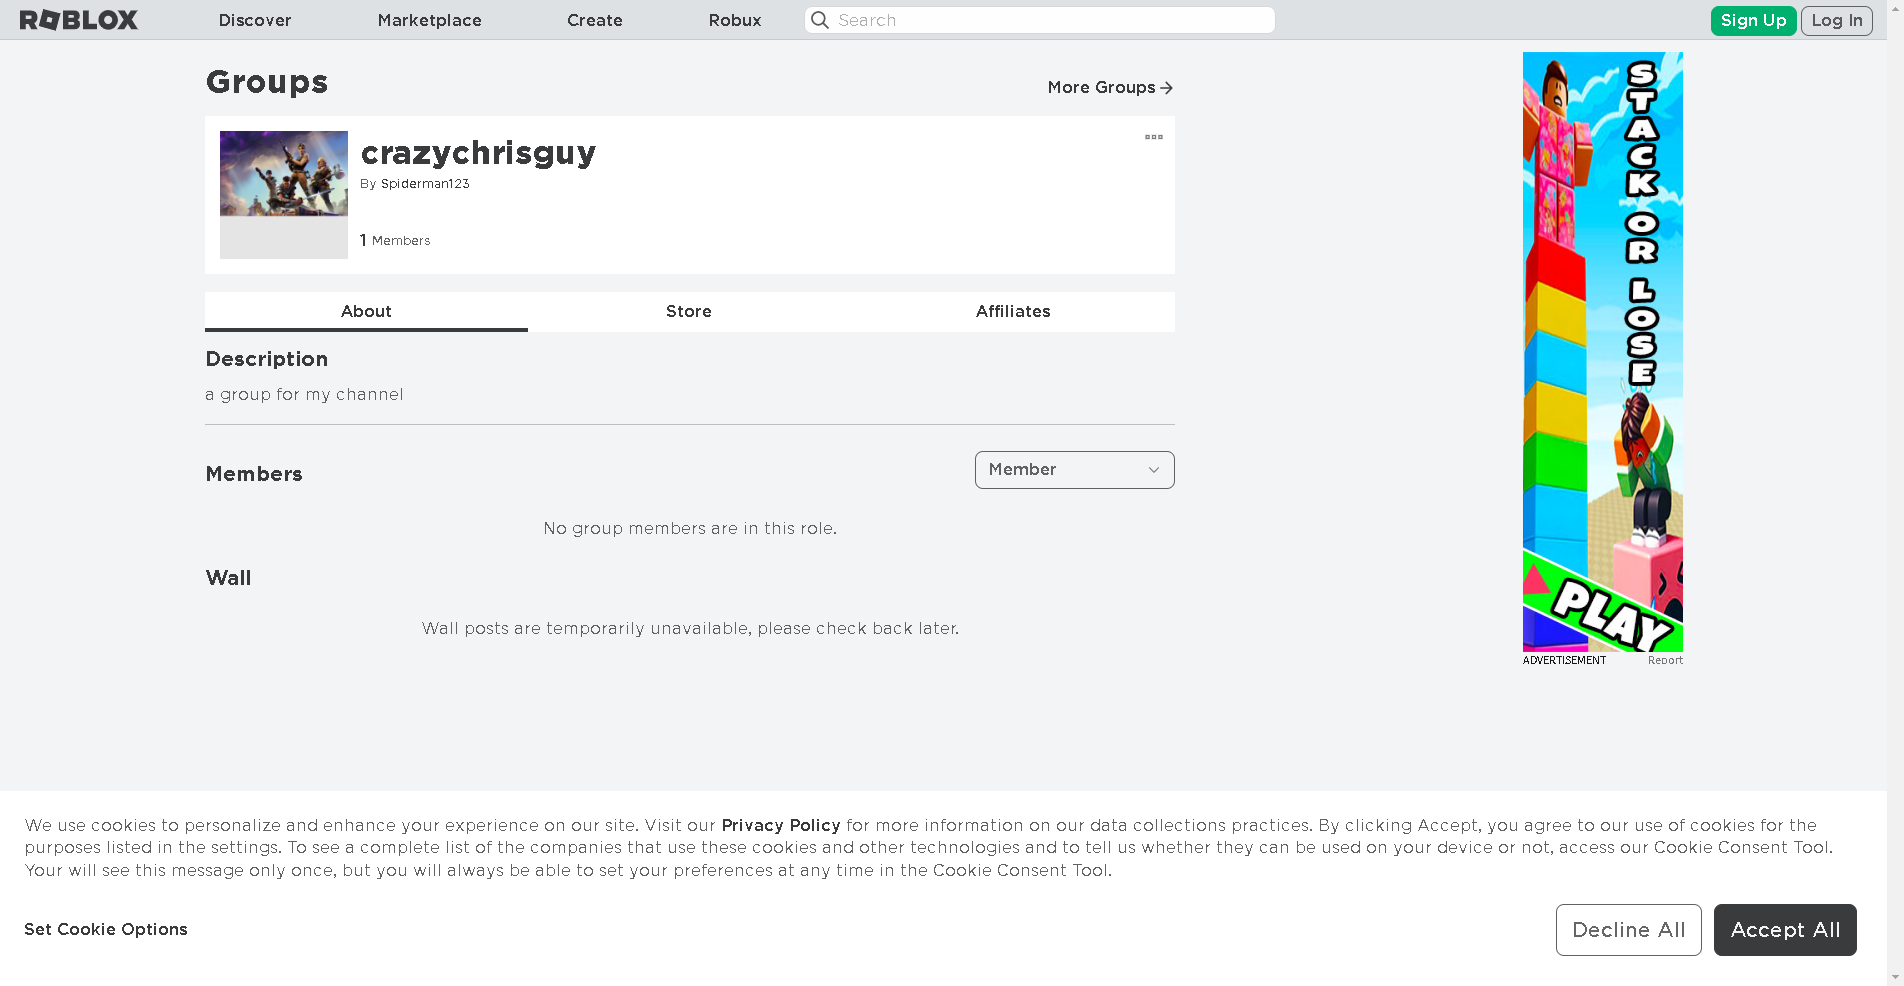 ROBLOX Discover Marketplace Create Robux Search Sign Up Log In
Groups
More Groups
crazychrisguy
By Spiderman123
1 Members
About Store Affiliates
Description
a group for my channel
Members
Member
No group members are in this role.
Wall
Wall posts are temporarily unavailable, please check back later.
STACK OR LOSE
PLAY
ADVERTISEMENT Report
We use cookies to personalize and enhance your experience on our site. Visit our Privacy Policy for more information on our data collections practices. By clicking Accept, you agree to our use of cookies for the
purposes listed in the settings. To see a complete list of the companies that use these cookies and other technologies and to tell us whether they can be used on your device or not, access our Cookie Consent Tool.
Your will see this message only once, but you will always be able to set your preferences at any time in the Cookie Consent Tool.
Set Cookie Options
Decline All
Accept All